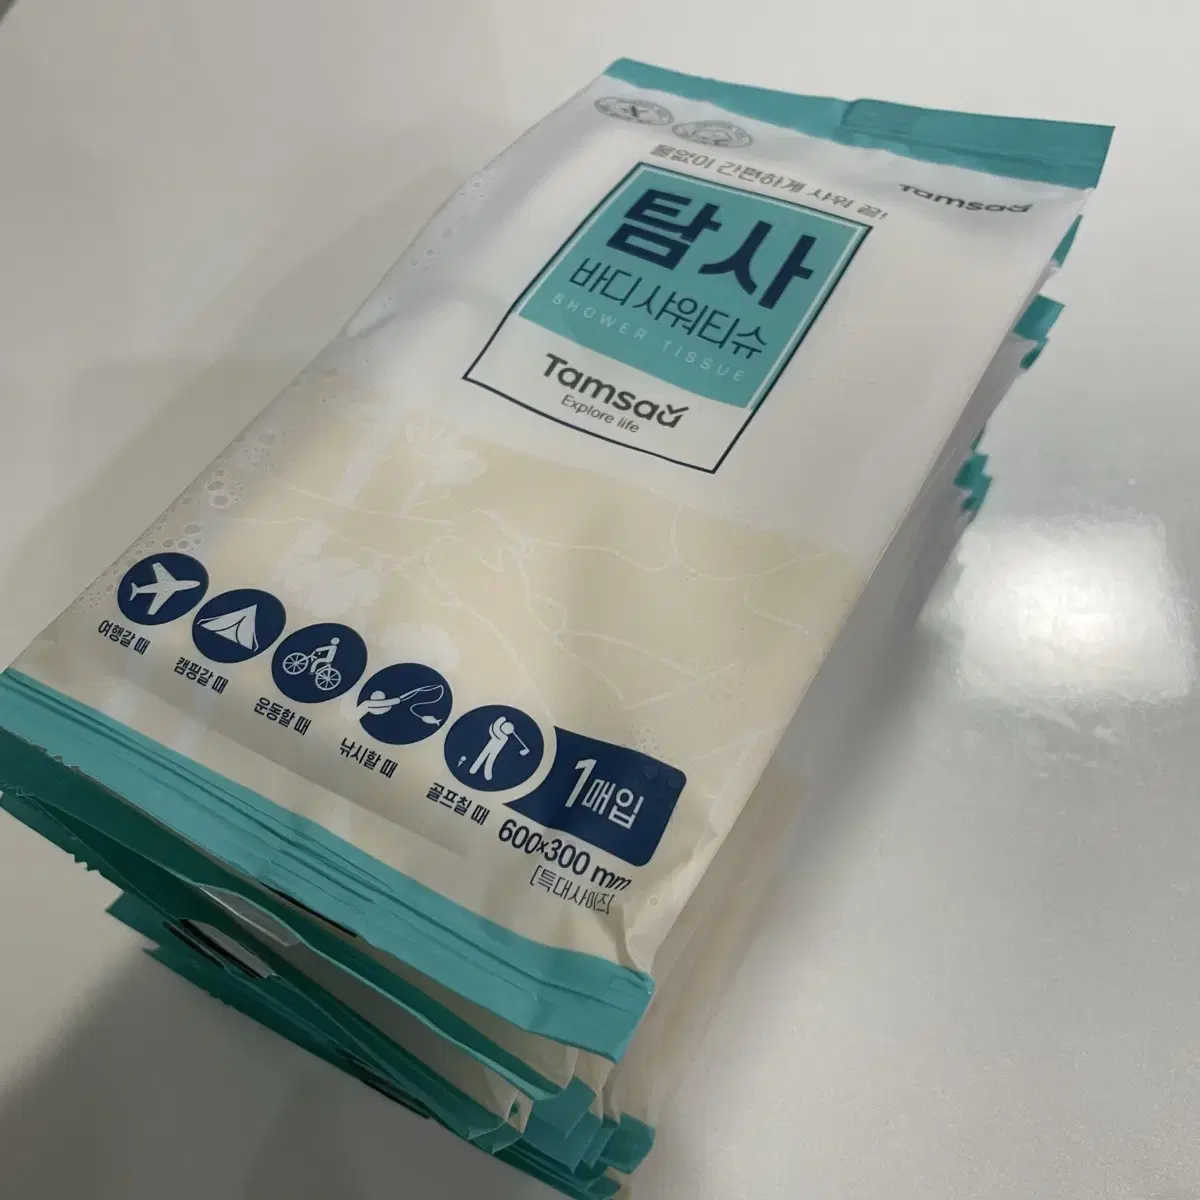 물없이 간편하게 샤워 끝!
Tamsaa
탐사
바디 샤워티슈
SHOWER TISSUE
Tamsaa
Explore life
여행갈 때
캠핑갈 때
운동할 때
낚시할 때
골프칠 때
1매입
600x300 mm
[특대사이즈]